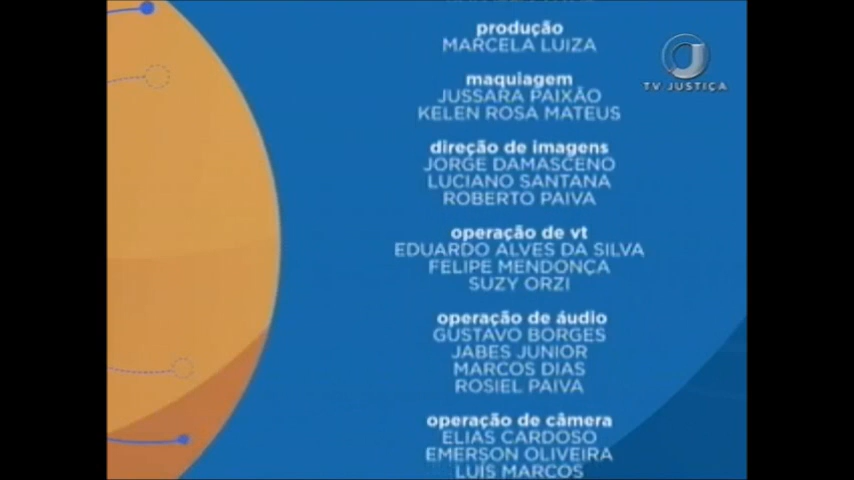 produção
MARCELA LUIZA
TV JUSTIÇA
maquiagem
JUSSARA PAIXÃO
KELEN ROSA MATEUS
direção de imagens
JORGE DAMASCENO
LUCIANO SANTANA
ROBERTO PAIVA
operação de vt
EDUARDO ALVES DA SILVA
FELIPE MENDONÇA
SUZY ORZI
operação de áudio
GUSTAVO BORGES
JABES JUNIOR
MARCOS DIAS
ROSIEL PAIVA
operação de câmera
ELIAS CARDOSO
EMERSON OLIVEIRA
LUIS MARCOS